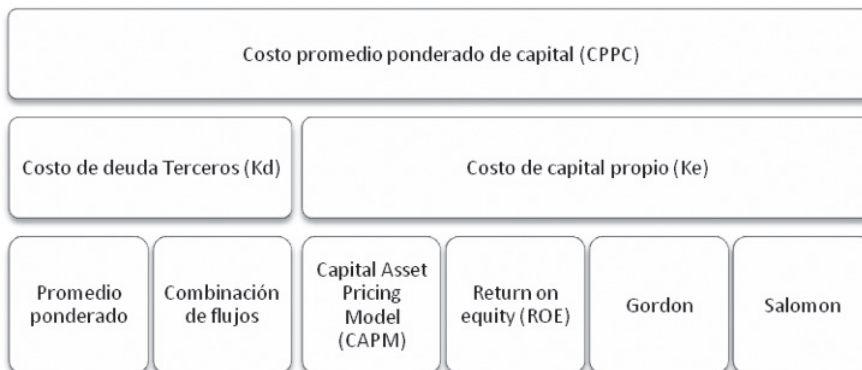 Costo promedio ponderado de capital (CPPC)
Costo de deuda Terceros (Kd)
Costo de capital propio (Ke)
Promedio
ponderado
Combinación
de flujos
Capital Asset
Pricing
Model
(CAPM)
Return on
equity (ROE)
Gordon
Salomon